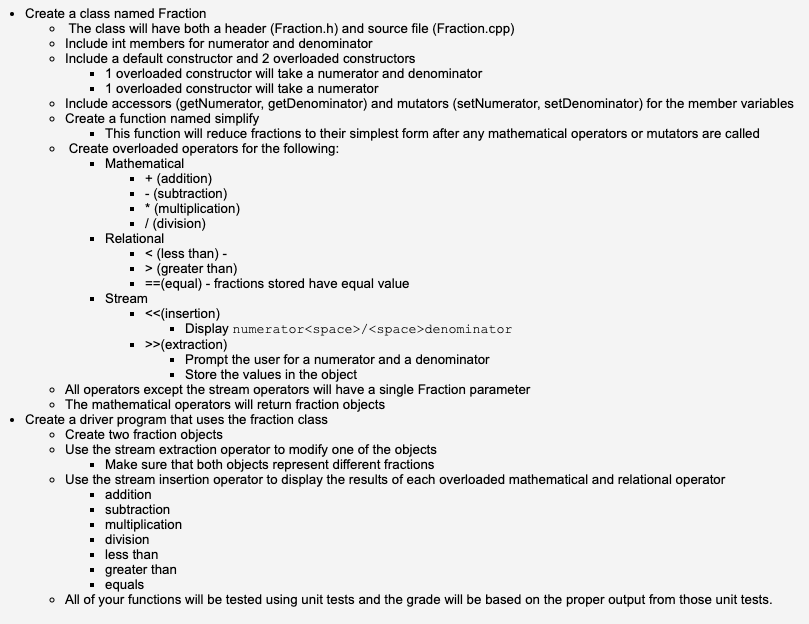 Create a class named Fraction
The class will have both a header (Fraction.h) and source file (Fraction.cpp)
Include int members for numerator and denominator
Include a default constructor and 2 overloaded constructors
1 overloaded constructor will take a numerator and denominator
1 overloaded constructor will take a numerator
Include accessors (getNumerator, getDenominator) and mutators (setNumerator, setDenominator) for the member variables
Create a function named simplify
This function will reduce fractions to their simplest form after any mathematical operators or mutators are called
Create overloaded operators for the following:
Mathematical
+ (addition)
- (subtraction)
* (multiplication)
/ (division)
Relational
< (less than) -
> (greater than)
==(equal) - fractions stored have equal value
Stream
<<(insertion)
Display numerator<space>/<space>denominator
>>(extraction)
Prompt the user for a numerator and a denominator
Store the values in the object
All operators except the stream operators will have a single Fraction parameter
The mathematical operators will return fraction objects
Create a driver program that uses the fraction class
Create two fraction objects
Use the stream extraction operator to modify one of the objects
Make sure that both objects represent different fractions
Use the stream insertion operator to display the results of each overloaded mathematical and relational operator
addition
subtraction
multiplication
division
less than
greater than
equals
All of your functions will be tested using unit tests and the grade will be based on the proper output from those unit tests.